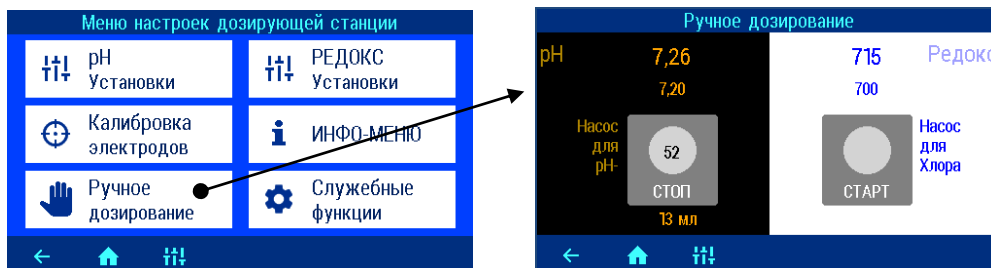 Меню настроек дозирующей станции
pH
Установки
РЕДОКС
Установки
Калибровка
электродов
ИНФО-МЕНЮ
Ручное
дозирование
Служебные
функции
Ручное дозирование
pH
7,26
7,20
Насос
для
pH-
52
СТОП
13 мл
715
Редокс
700
СТАРТ
Насос
для
Хлора